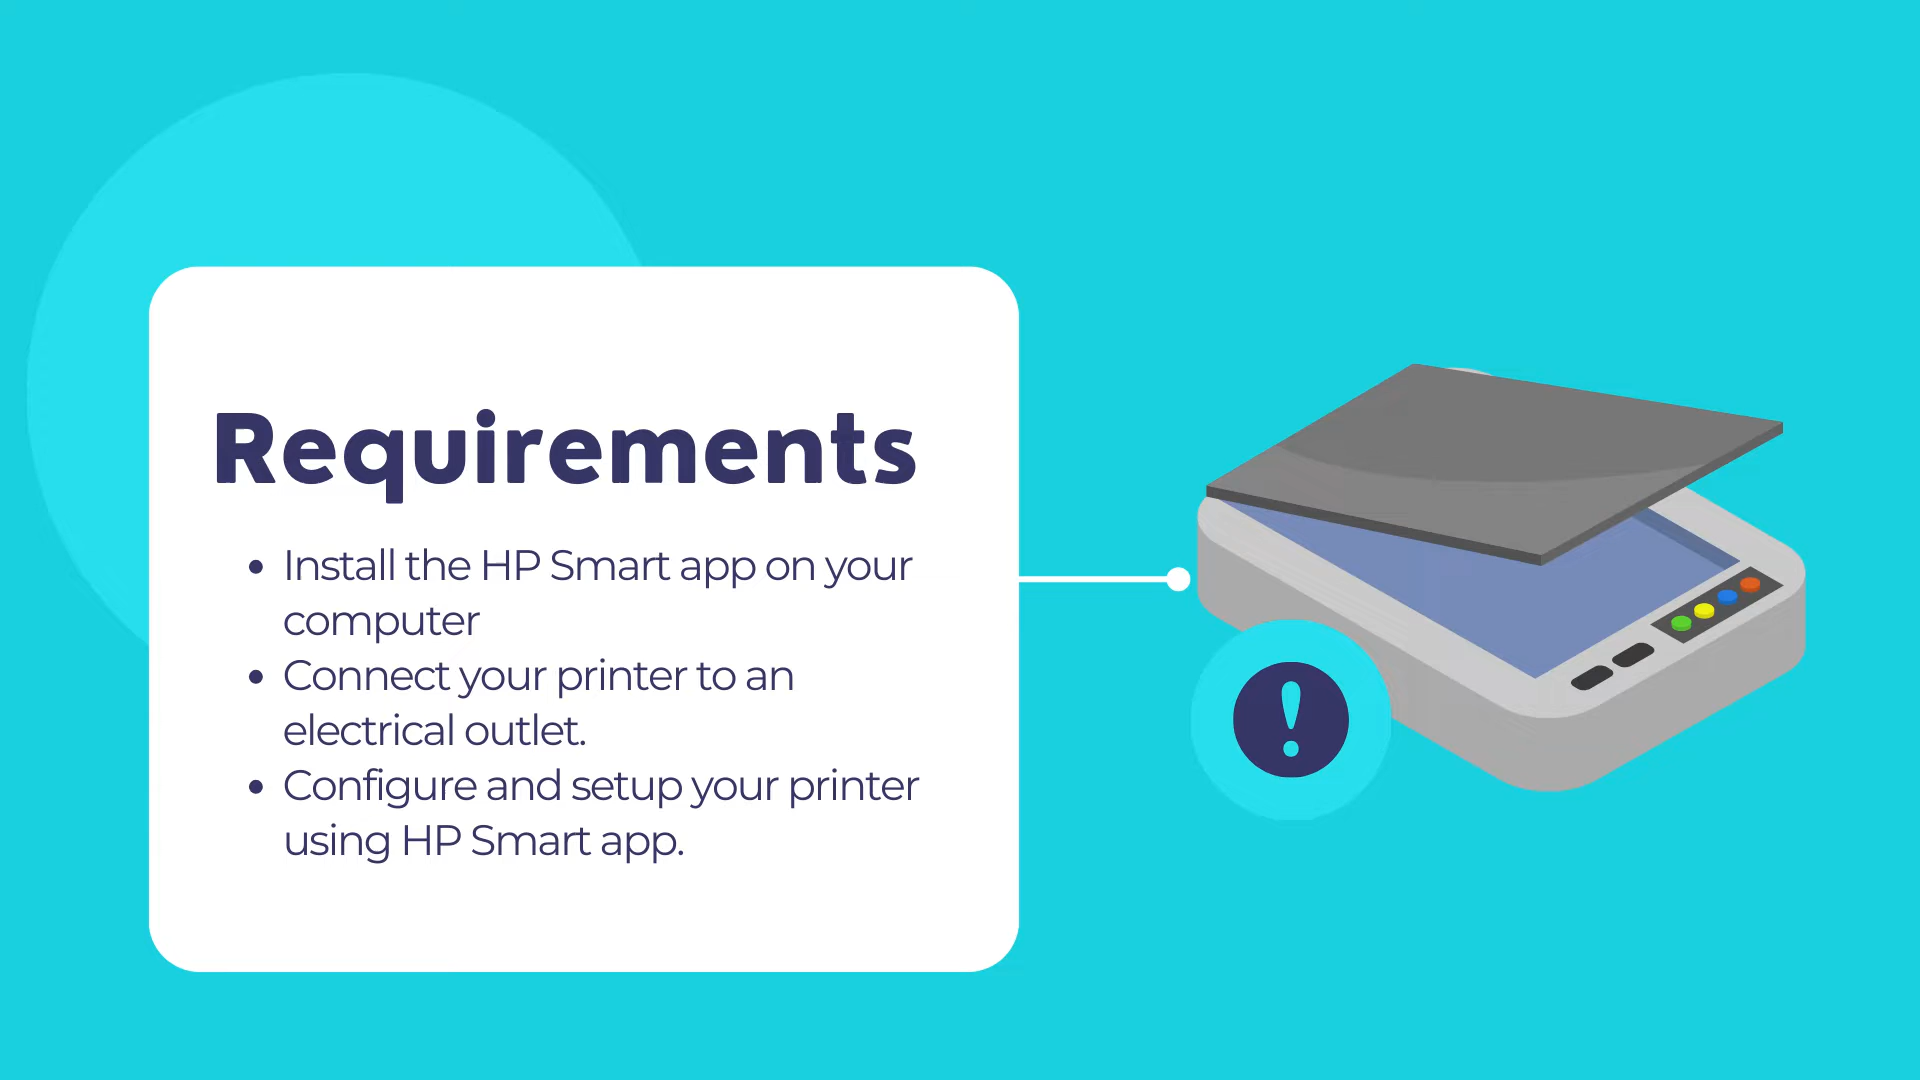 Requirements
• Install the HP Smart app on your
computer
• Connect your printer to an
electrical outlet.
• Configure and setup your printer
using HP Smart app.